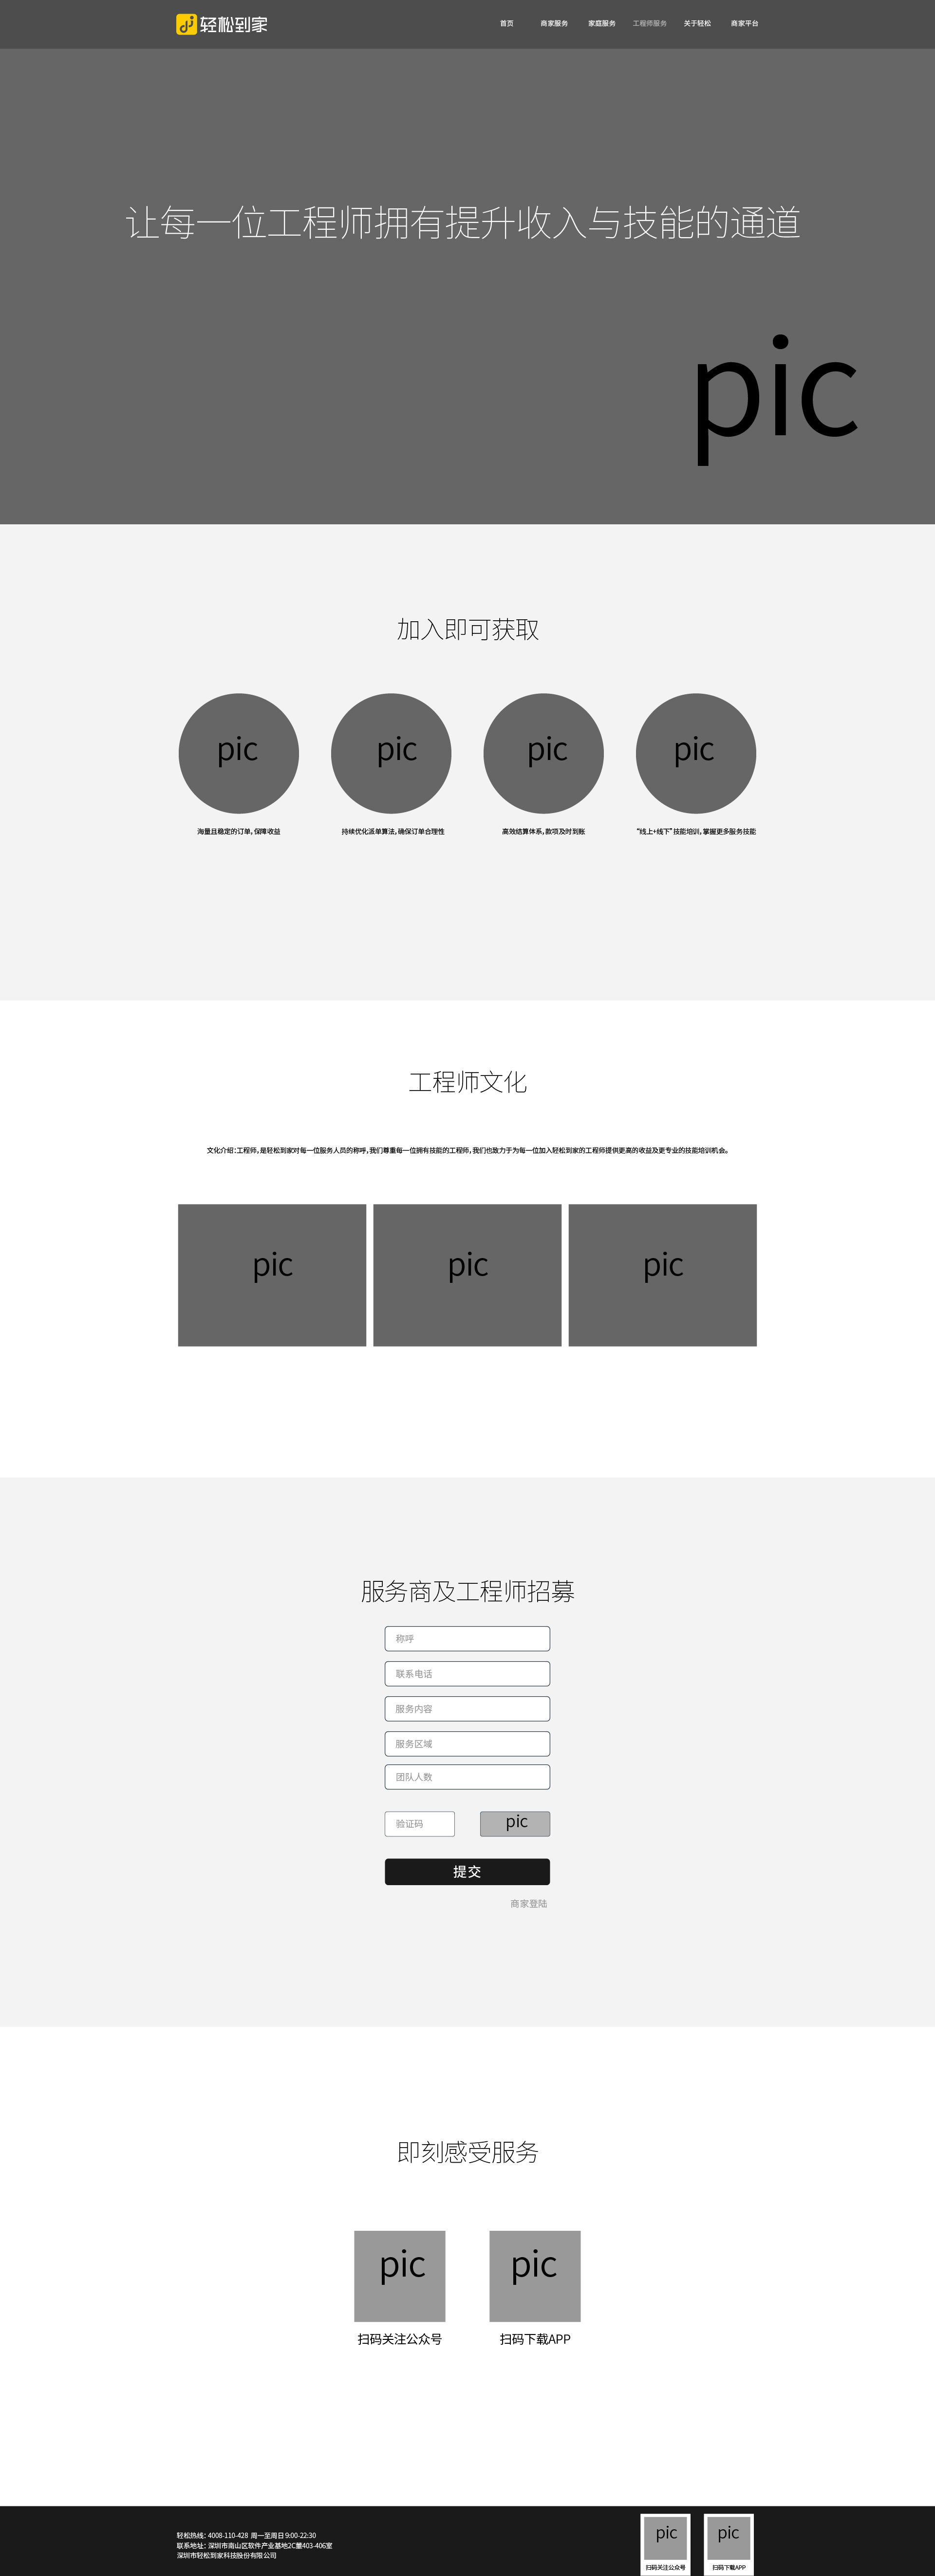 轻松到家
首页 商家服务 家庭服务 工程师服务 关于轻松 商家平台
让每一位工程师拥有提升收入与技能的通道
pic
加入即可获取
pic pic pic pic
海量且稳定的订单，保障收益 持续优化派单算法，确保订单合理性 高效结算体系，款项及时到账 “线上+线下”技能培训，掌握更多服务技能
工程师文化
文化介绍：工程师，是轻松到家对每一位服务人员的称呼，我们尊重每一位拥有技能的工程师，我们也致力于为每一位加入轻松到家的工程师提供更高的收益及更专业的技能培训机会。
pic pic pic
服务商及工程师招募
称呼
联系电话
服务内容
服务区域
团队人数
验证码 pic
提交
商家登陆
即刻感受服务
pic pic
扫码关注公众号 扫码下载APP
轻松热线：4008-110-428 周一至周日9:00-22:30
联系地址：深圳市南山区软件产业基地2C董403-406室
深圳市轻松到家科技股份有限公司
pic pic
扫码关注公众号 扫码下载APP